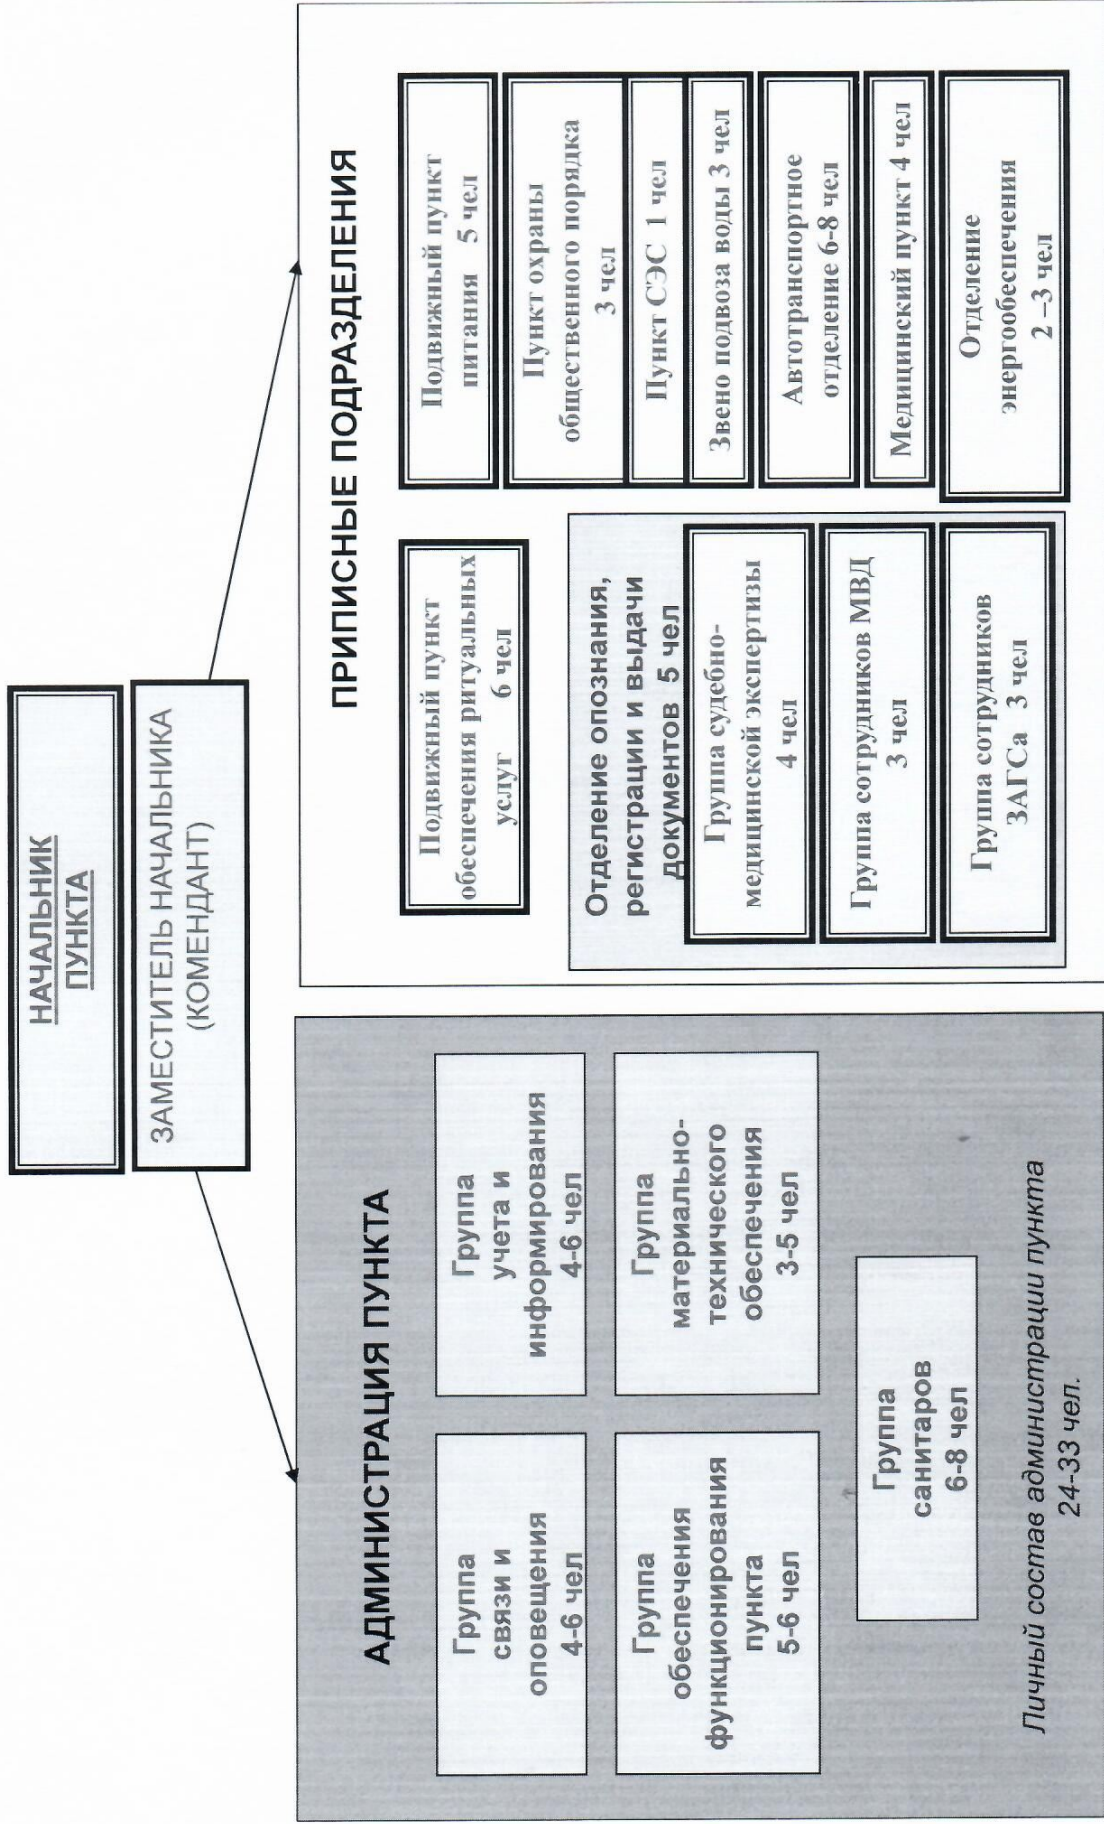 НАЧАЛЬНИК
ПУНКТА
ЗАМЕСТИТЕЛЬ НАЧАЛЬНИКА
(КОМЕНДАНТ)
АДМИНИСТРАЦИЯ ПУНКТА
Группа
связи и
оповещения
4-6 чел
Группа
учета и
информирования
4-6 чел
Группа
обеспечения
функционирования
пункта
5-6 чел
Группа
материально-
технического
обеспечения
3-5 чел
Группа
санитаров
6-8 чел
Личный состав администрации пункта
24-33 чел.
ПРИПИСНЫЕ ПОДРАЗДЕЛЕНИЯ
Подвижный пункт
обеспечения ритуальных
услуг 6 чел
Отделение опознания,
регистрации и выдачи
документов 5 чел
Группа судебно-
медицинской экспертизы
4 чел
Группа сотрудников МВД
3 чел
Группа сотрудников
ЗАГСа 3 чел
Подвижный пункт
питания 5 чел
Пункт охраны
общественного порядка
3 чел
Пункт СЭС 1 чел
Звено подвоза воды 3 чел
Автотранспортное
отделение 6-8 чел
Медицинский пункт 4 чел
Отделение
энергообеспечения
2 –3 чел